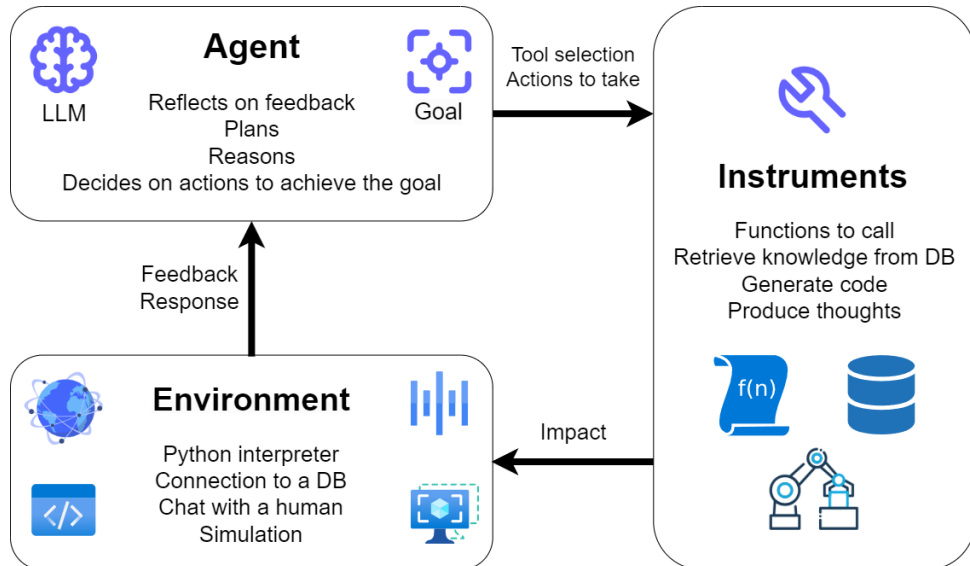 Agent
LLM
Goal
Reflects on feedback
Plans
Reasons
Decides on actions to achieve the goal
Tool selection
Actions to take
Instruments
Functions to call
Retrieve knowledge from DB
Generate code
Produce thoughts
f(n)
Impact
Environment
Python interpreter
Connection to a DB
Chat with a human
Simulation
</>
Feedback
Response